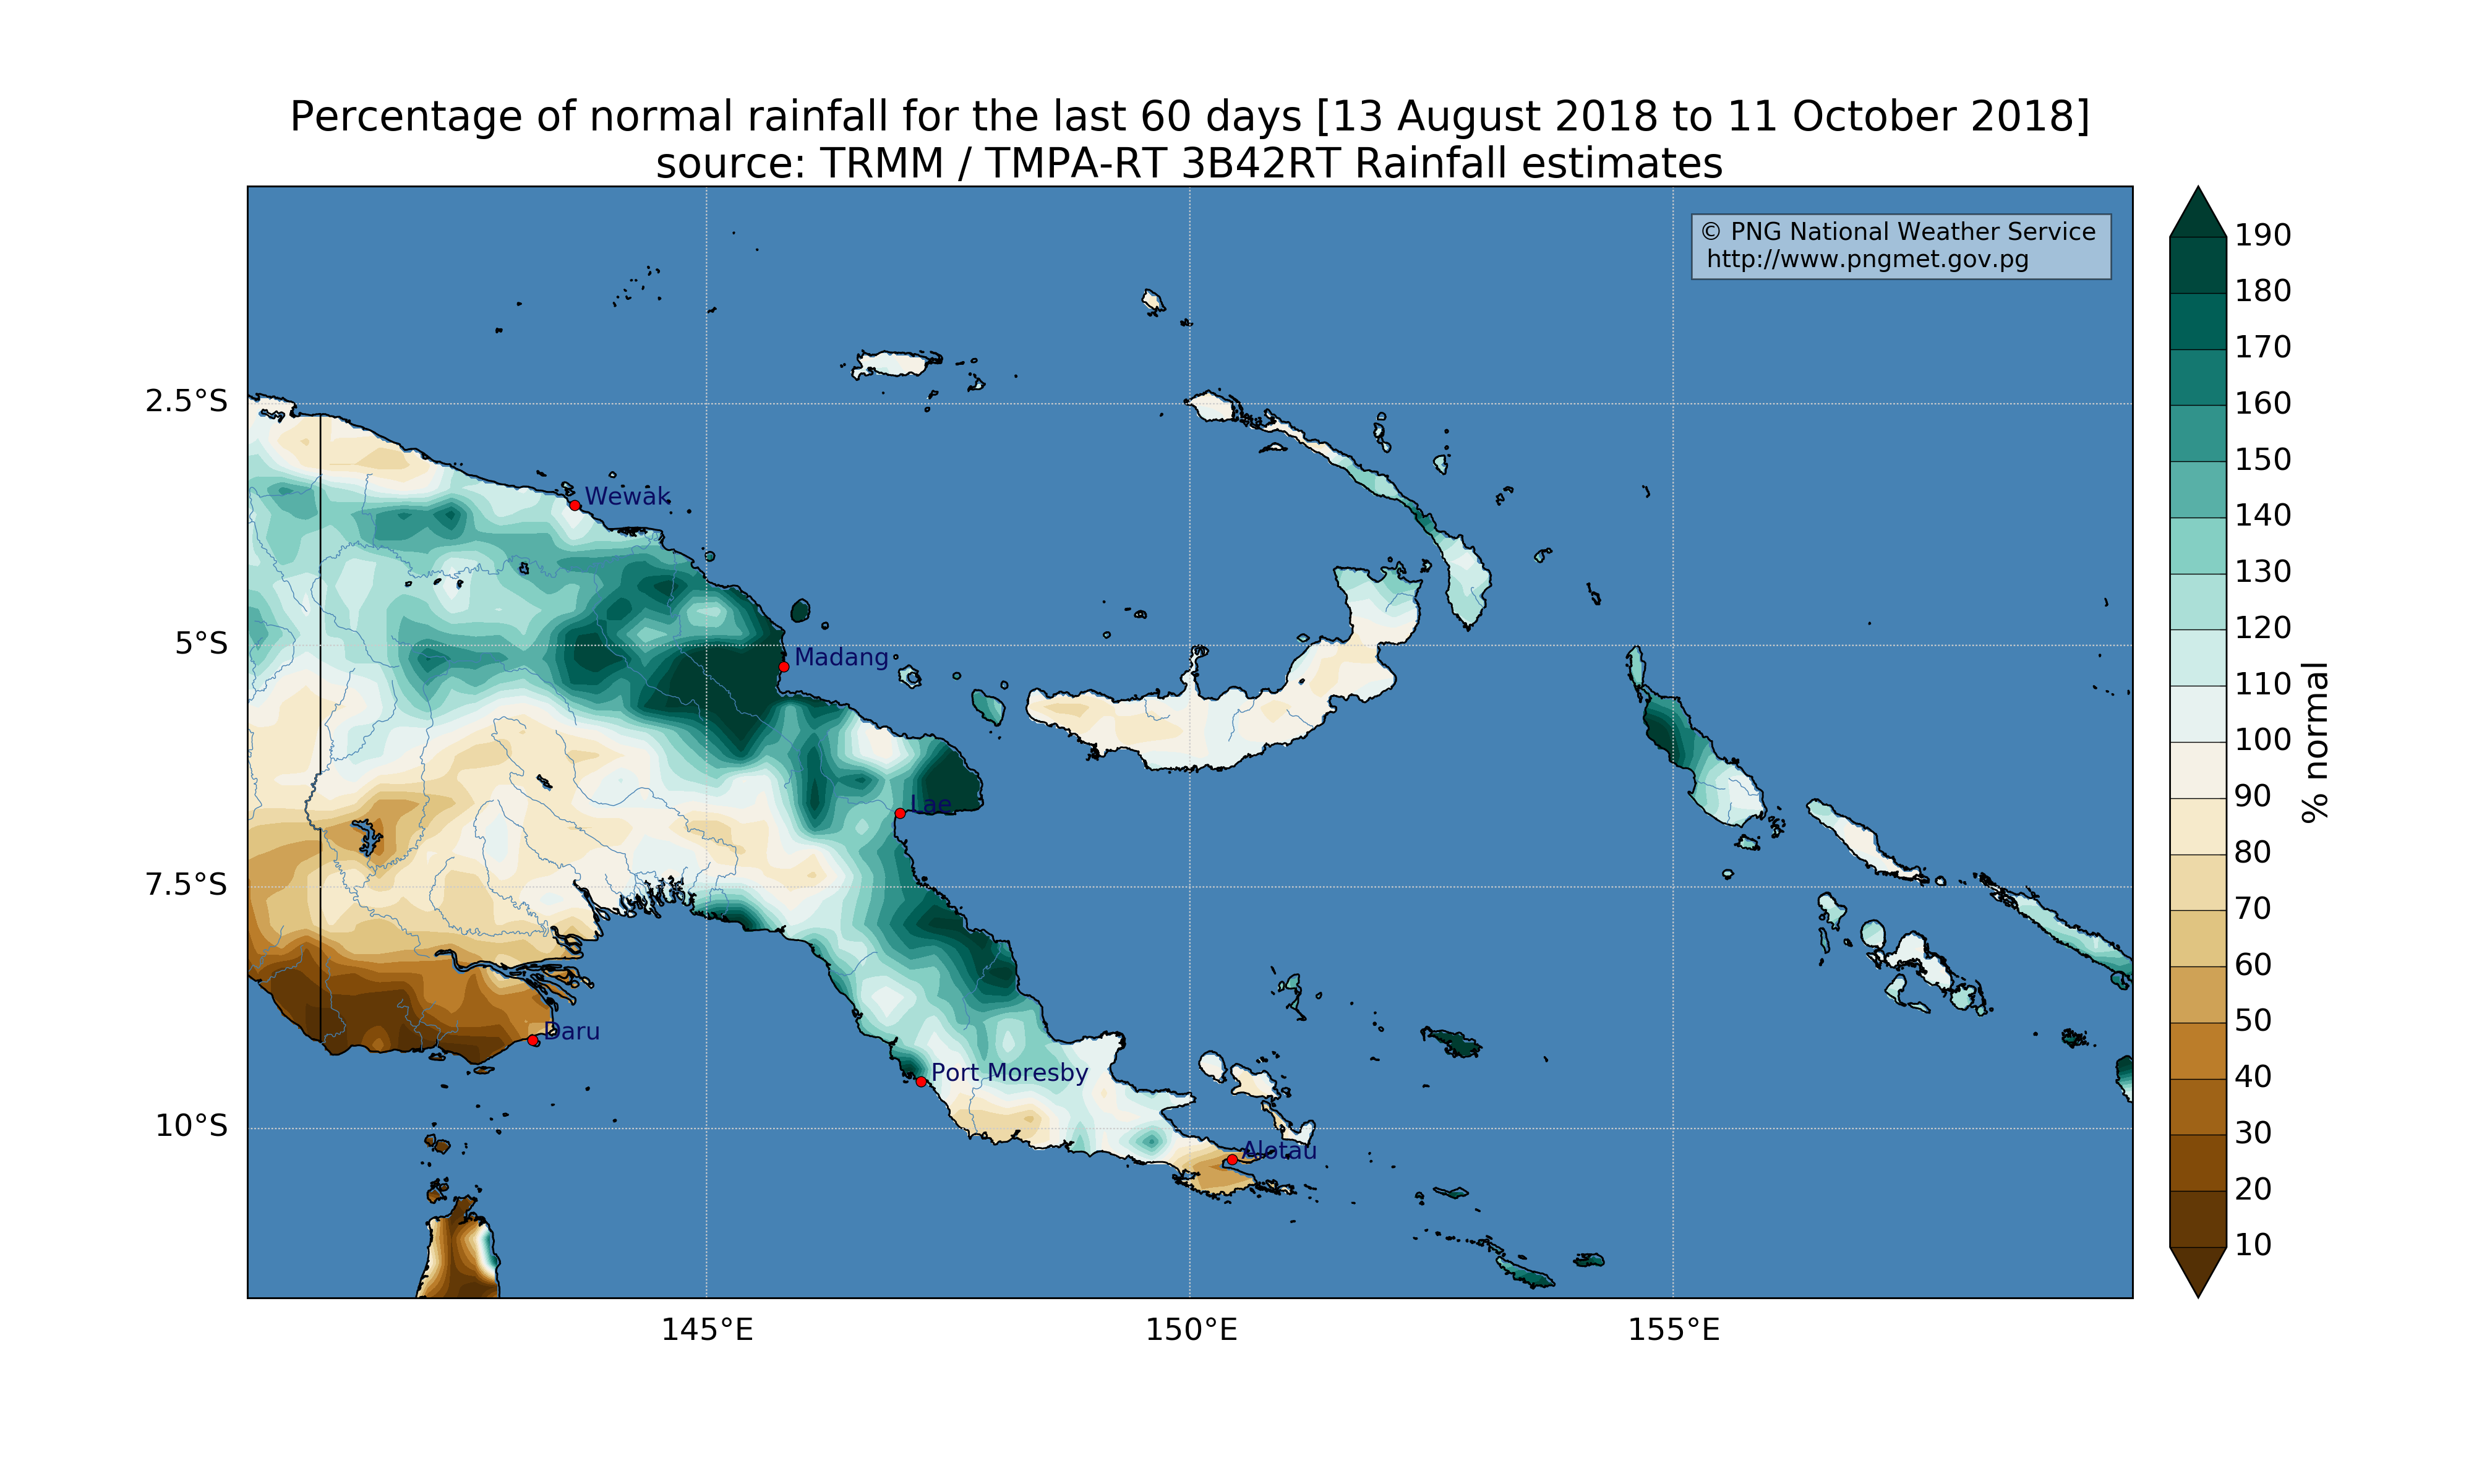 Percentage of normal rainfall for the last 60 days [13 August 2018 to 11 October 2018]
source: TRMM / TMPA-RT 3B42RT Rainfall estimates
© PNG National Weather Service
http://www.pngmet.gov.pg
2.5°S
5°S
7.5°S
10°S
Wewak
Madang
Lae
Daru
Port Moresby
Alotau
145°E
150°E
155°E
190
180
170
160
150
140
130
120
110
100
90
80
70
60
50
40
30
20
10
% normal